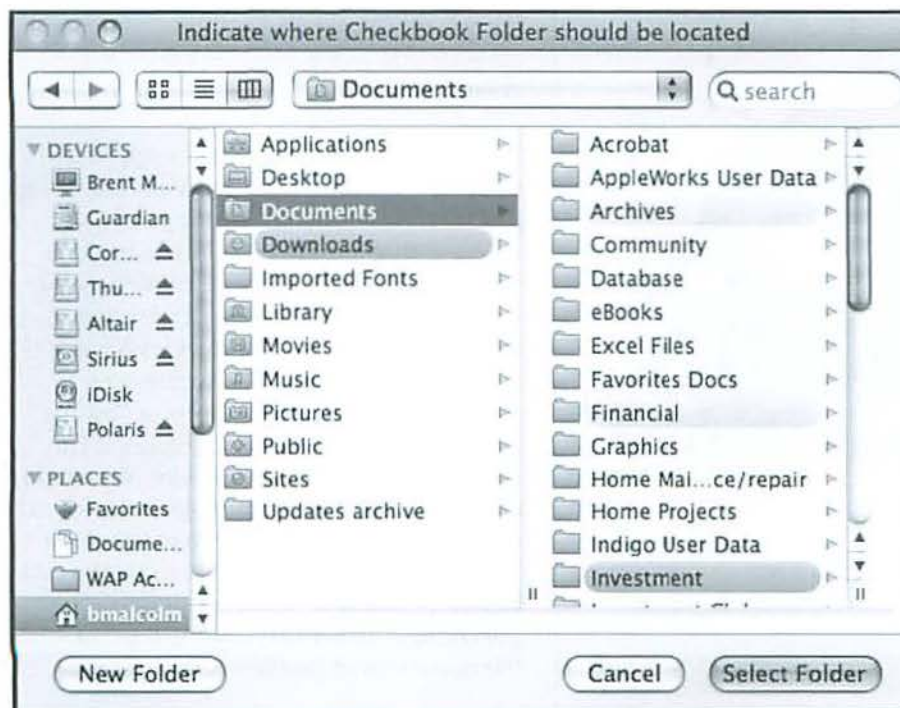 Indicate where Checkbook Folder should be located
Documents
search
DEVICES
Brent M...
Guardian
Cor...
Thu...
Altair
Sirius
iDisk
Polaris
PLACES
Favorites
Docume...
WAP Ac...
bmalcolm
Applications
Desktop
Documents
Downloads
Imported Fonts
Library
Movies
Music
Pictures
Public
Sites
Updates archive
Acrobat
AppleWorks User Data
Archives
Community
Database
eBooks
Excel Files
Favorites Docs
Financial
Graphics
Home Mai...ce/repair
Home Projects
Indigo User Data
Investment
New Folder
Cancel
Select Folder